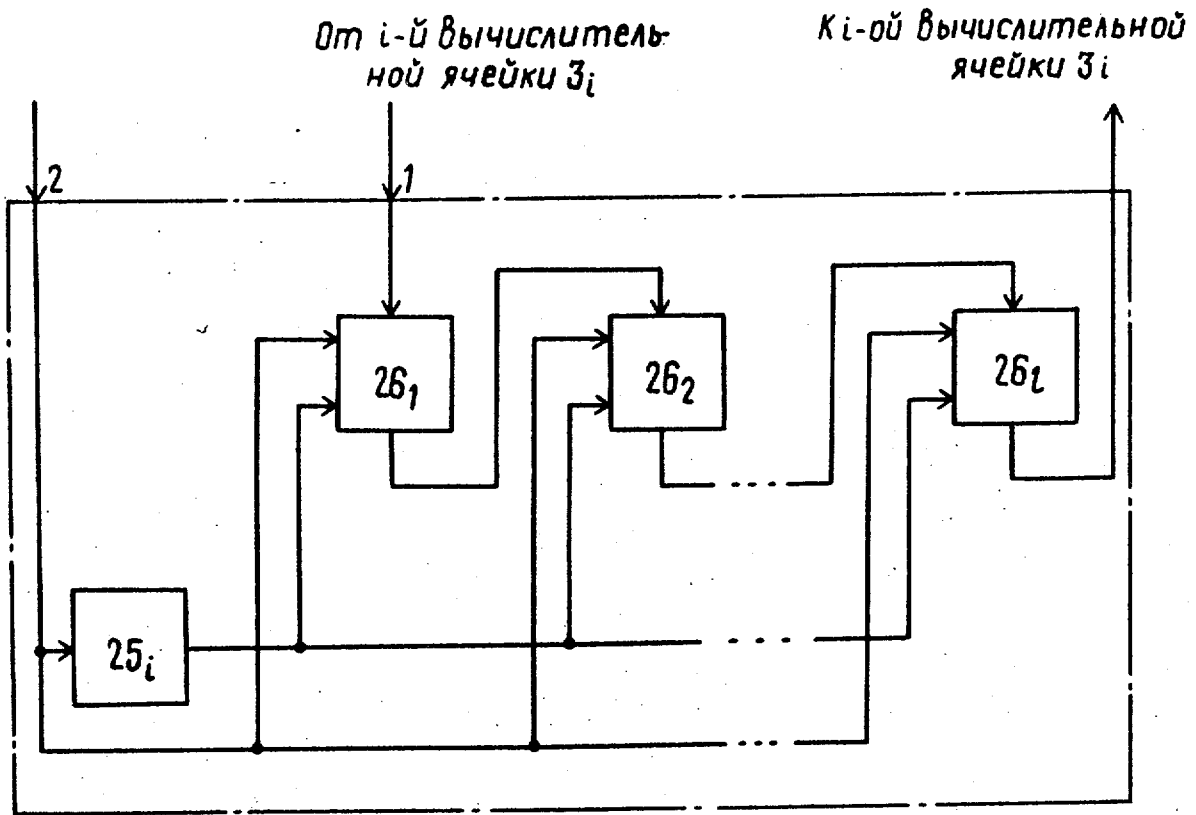 От i-й вычислитель-
ной ячейки 3i
К i-ой вычислительной
ячейки 3i
2
1
26₁
26₂
26l
25i